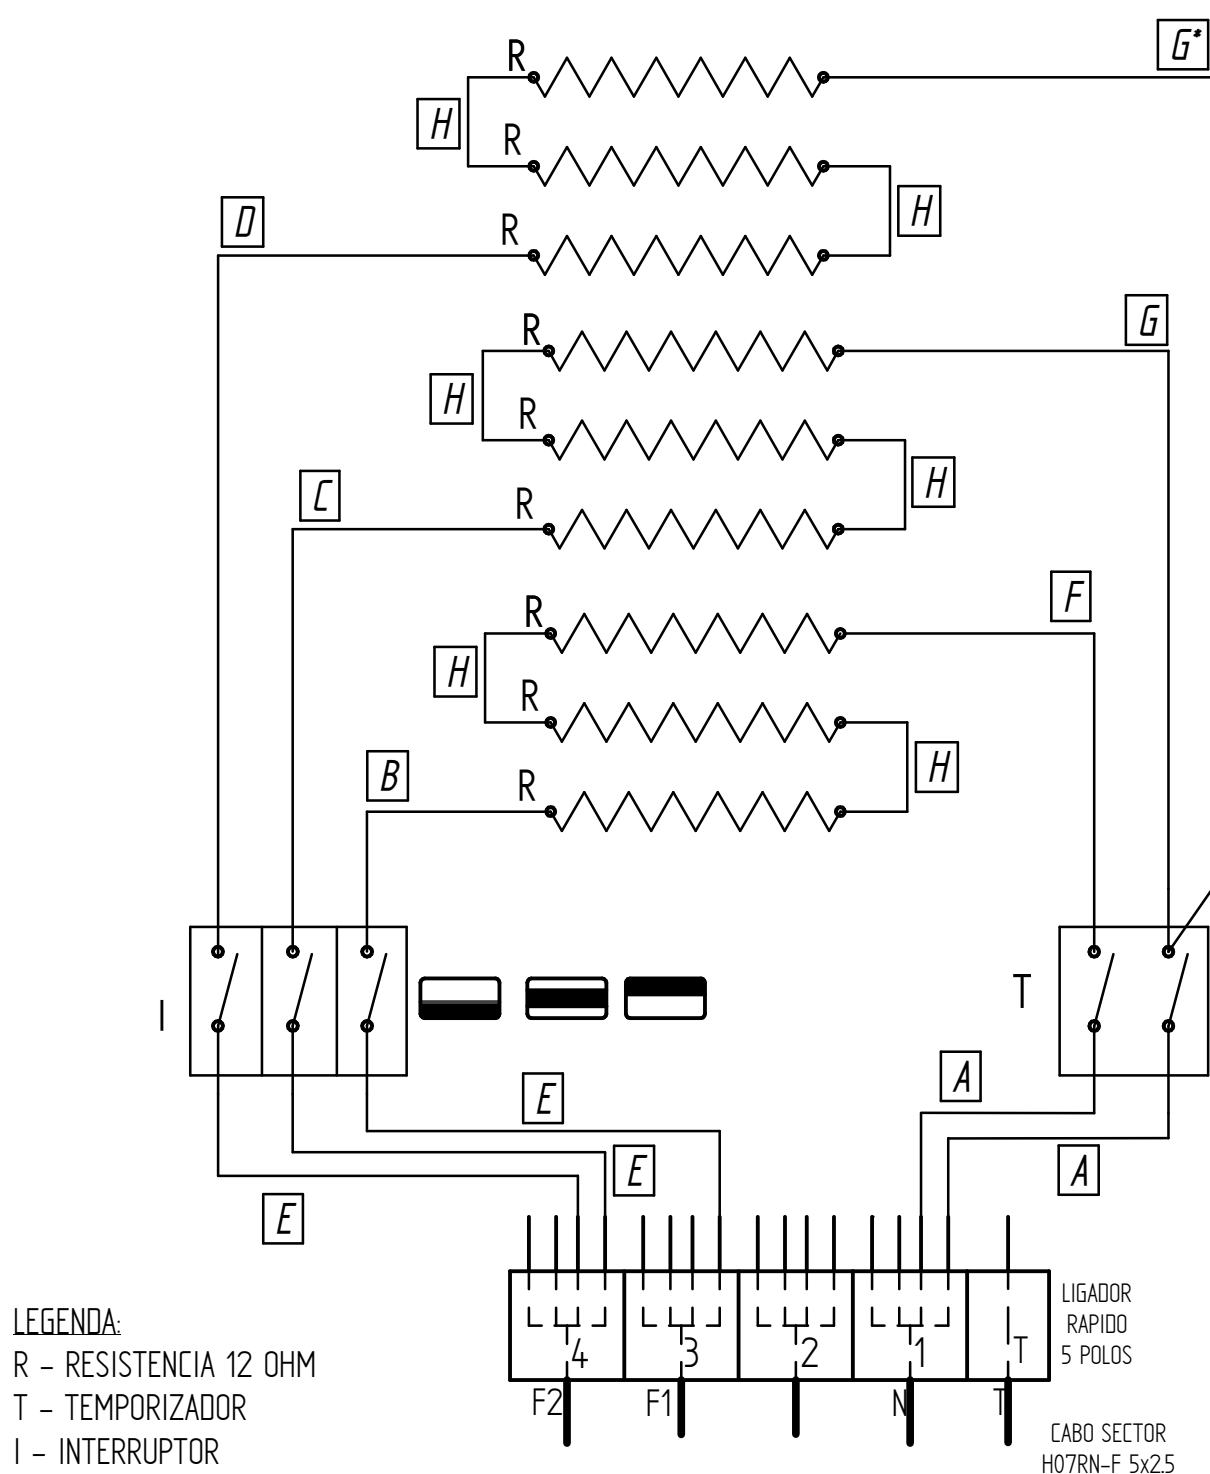 G*
R
H
R
H
D
R
G
R
H
R
H
C
R
F
R
H
R
H
B
R
I
T
A
E
E
A
E
4
3
2
1
T
LIGADOR
RAPIDO
5 POLOS
F2
F1
N
T
CABO SECTOR
H07RN-F 5x2.5
LEGENDA:
R - RESISTENCIA 12 OHM
T - TEMPORIZADOR
I - INTERRUPTOR